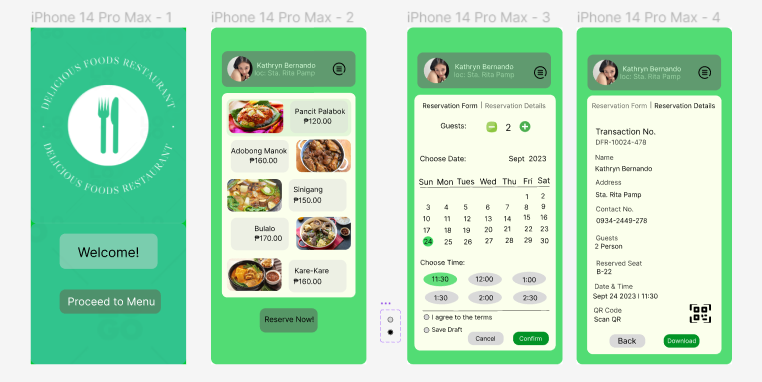 iPhone 14 Pro Max - 1
DELICIOUS FOODS RESTAURANT
DELICIOUS FOODS RESTAURANT
Welcome!
Proceed to Menu
iPhone 14 Pro Max - 2
Kathryn Bernando
loc: Sta. Rita Pamp
Pancit Palabok
₱120.00
Adobong Manok
₱160.00
Sinigang
₱150.00
Bulalo
₱170.00
Kare-Kare
₱160.00
Reserve Now!
iPhone 14 Pro Max - 3
Kathryn Bernando
loc: Sta. Rita Pamp
Reservation Form | Reservation Details
Guests: 2
Choose Date: Sept 2023
Sun Mon Tues Wed Thu Fri Sat
1 2
3 4 5 6 7 8 9
10 11 12 13 14 15 16
17 18 19 20 21 22 23
24 25 26 27 28 29 30
Choose Time:
11:30 12:00 1:00
1:30 2:00 2:30
I agree to the terms
Save Draft
Cancel Confirm
iPhone 14 Pro Max - 4
Kathryn Bernando
loc: Sta. Rita Pamp
Reservation Form | Reservation Details
Transaction No.
DFR-10024-478
Name
Kathryn Bernando
Address
Sta. Rita, Pamp
Contact No.
0934-2449-278
Guests
2 Person
Reserved Seat
B-22
Date & Time
Sept 24 2023 | 11:30
QR Code
Scan QR
Back Download